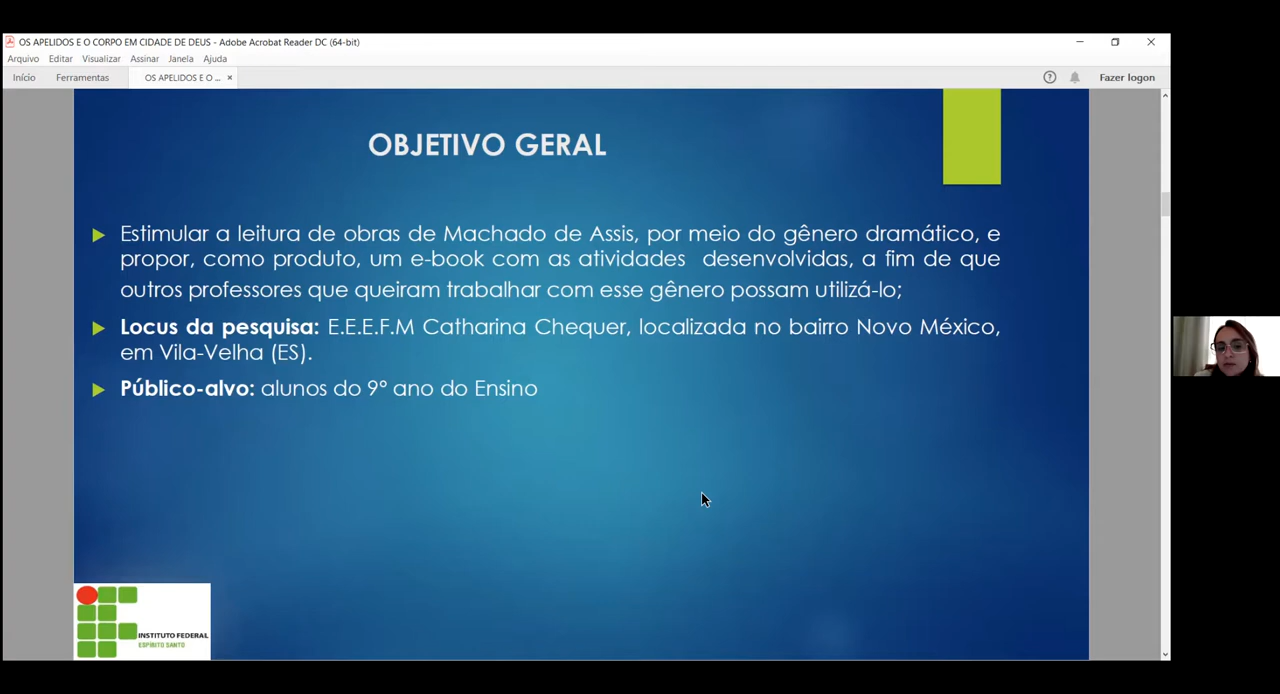 OS APELIDOS E O CORPO EM CIDADE DE DEUS - Adobe Acrobat Reader DC (64-bit)
Arquivo Editar Visualizar Assinar Janela Ajuda
Início Ferramentas OS APELIDOS E O ... × Fazer logon
OBJETIVO GERAL
Estimular a leitura de obras de Machado de Assis, por meio do gênero dramático, e
propor, como produto, um e-book com as atividades desenvolvidas, a fim de que
outros professores que queiram trabalhar com esse gênero possam utilizá-lo;
Locus da pesquisa: E.E.E.F.M Catharina Chequer, localizada no bairro Novo México,
em Vila-Velha (ES).
Público-alvo: alunos do 9º ano do Ensino
INSTITUTO FEDERAL
ESPÍRITO SANTO